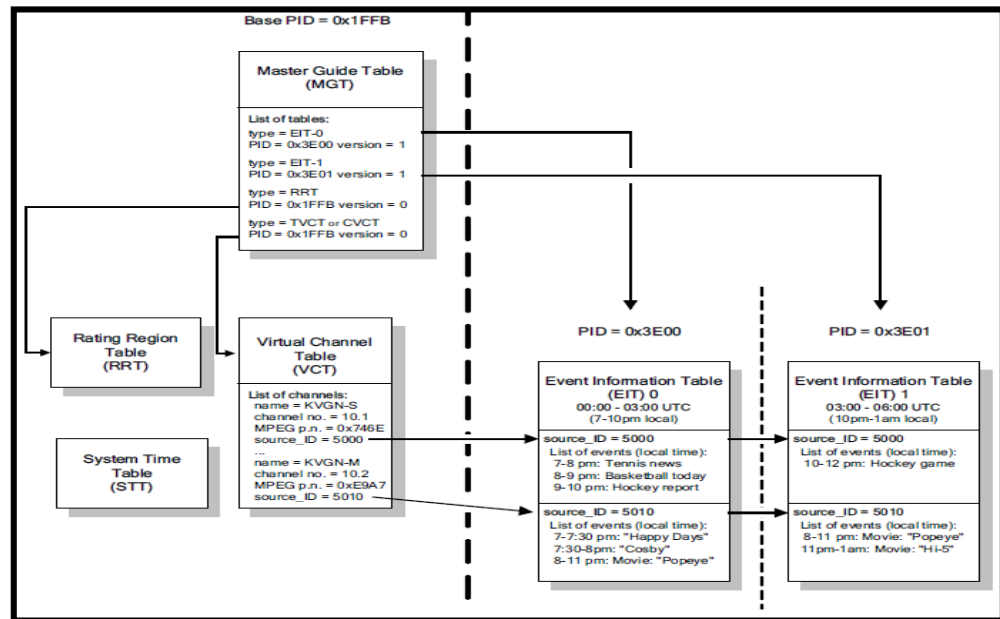 Base PID = 0x1FFB
Master Guide Table
(MGT)
List of tables:
type = EIT-0
PID = 0x3E00 version = 1
type = EIT-1
PID = 0x3E01 version = 1
type = RRT
PID = 0x1FFB version = 0
type = TVCT or CVCT
PID = 0x1FFB version = 0
Rating Region
Table
(RRT)
System Time
Table
(STT)
Virtual Channel
Table
(VCT)
List of channels:
name = KVGN-S
channel no. = 10.1
MPEG p.n. = 0x746E
source_ID = 5000
...
name = KVGN-M
channel no. = 10.2
MPEG p.n. = 0xE9A7
source_ID = 5010
PID = 0x3E00
Event Information Table
(EIT) 0
00:00 - 03:00 UTC
(7-10pm local)
source_ID = 5000
List of events (local time):
7-8 pm: Tennis news
8-9 pm: Basketball today
9-10 pm: Hockey report
source_ID = 5010
List of events (local time):
7-7:30 pm: "Happy Days"
7:30-8pm: "Cosby"
8-11 pm: Movie: "Popeye"
PID = 0x3E01
Event Information Table
(EIT) 1
03:00 - 06:00 UTC
(10pm-1am local)
source_ID = 5000
List of events (local time):
10-12 pm: Hockey game
source_ID = 5010
List of events (local time):
8-11 pm: Movie: "Popeye"
11pm-1am: Movie: "Hi-5"